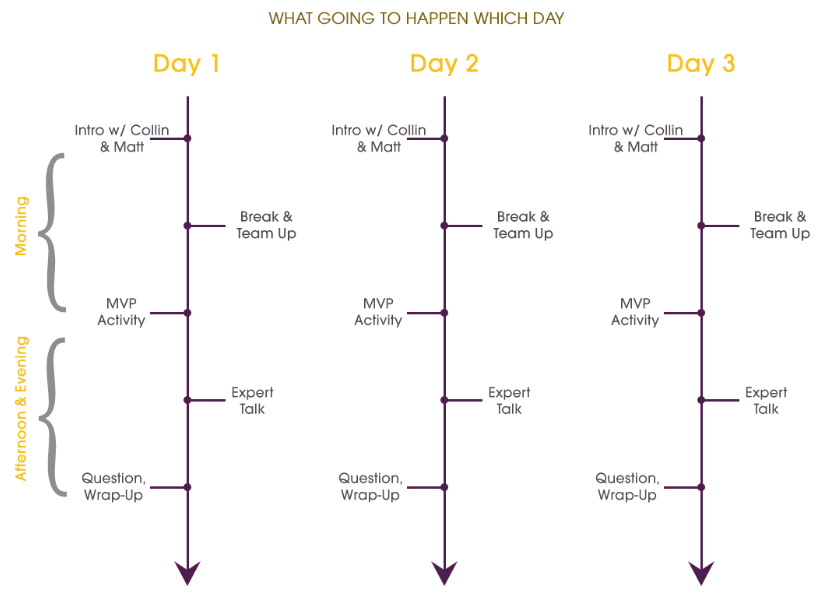 WHAT GOING TO HAPPEN WHICH DAY
Day 1
Day 2
Day 3
Morning
Afternoon & Evening
Intro w/ Collin
& Matt
Break &
Team Up
MVP
Activity
Expert
Talk
Question,
Wrap-Up
Intro w/ Collin
& Matt
Break &
Team Up
MVP
Activity
Expert
Talk
Question,
Wrap-Up
Intro w/ Collin
& Matt
Break &
Team Up
MVP
Activity
Expert
Talk
Question,
Wrap-Up